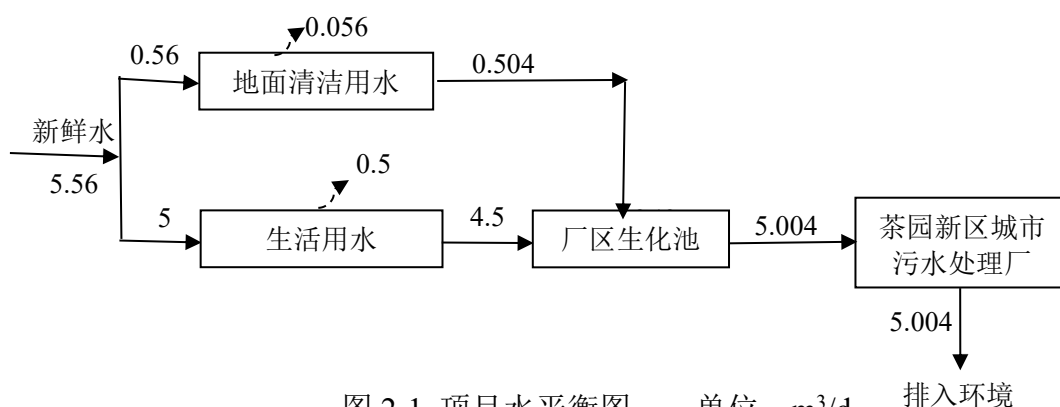 0.056
0.56
地面清洁用水
0.504
新鲜水
5.56
0.5
5
生活用水
4.5
厂区生化池
5.004
茶园新区城市
污水处理厂
5.004
排入环境
图 2-1 项目水平衡图 单位 m³/d